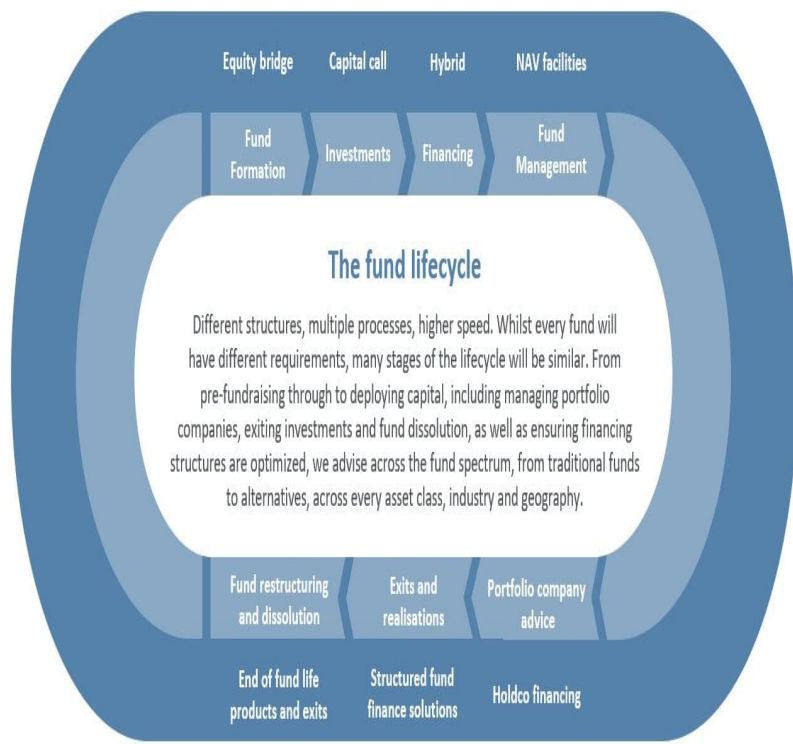 Equity bridge
Capital call
Hybrid
NAV facilities
Fund
Formation
Investments
Financing
Fund
Management
The fund lifecycle
Different structures, multiple processes, higher speed. Whilst every fund will
have different requirements, many stages of the lifecycle will be similar. From
pre-fundraising through to deploying capital, including managing portfolio
companies, exiting investments and fund dissolution, as well as ensuring financing
structures are optimized, we advise across the fund spectrum, from traditional funds
to alternatives, across every asset class, industry and geography.
Fund restructuring
and dissolution
Exits and
realisations
Portfolio company
advice
End of fund life
products and exits
Structured fund
finance solutions
Holdco financing